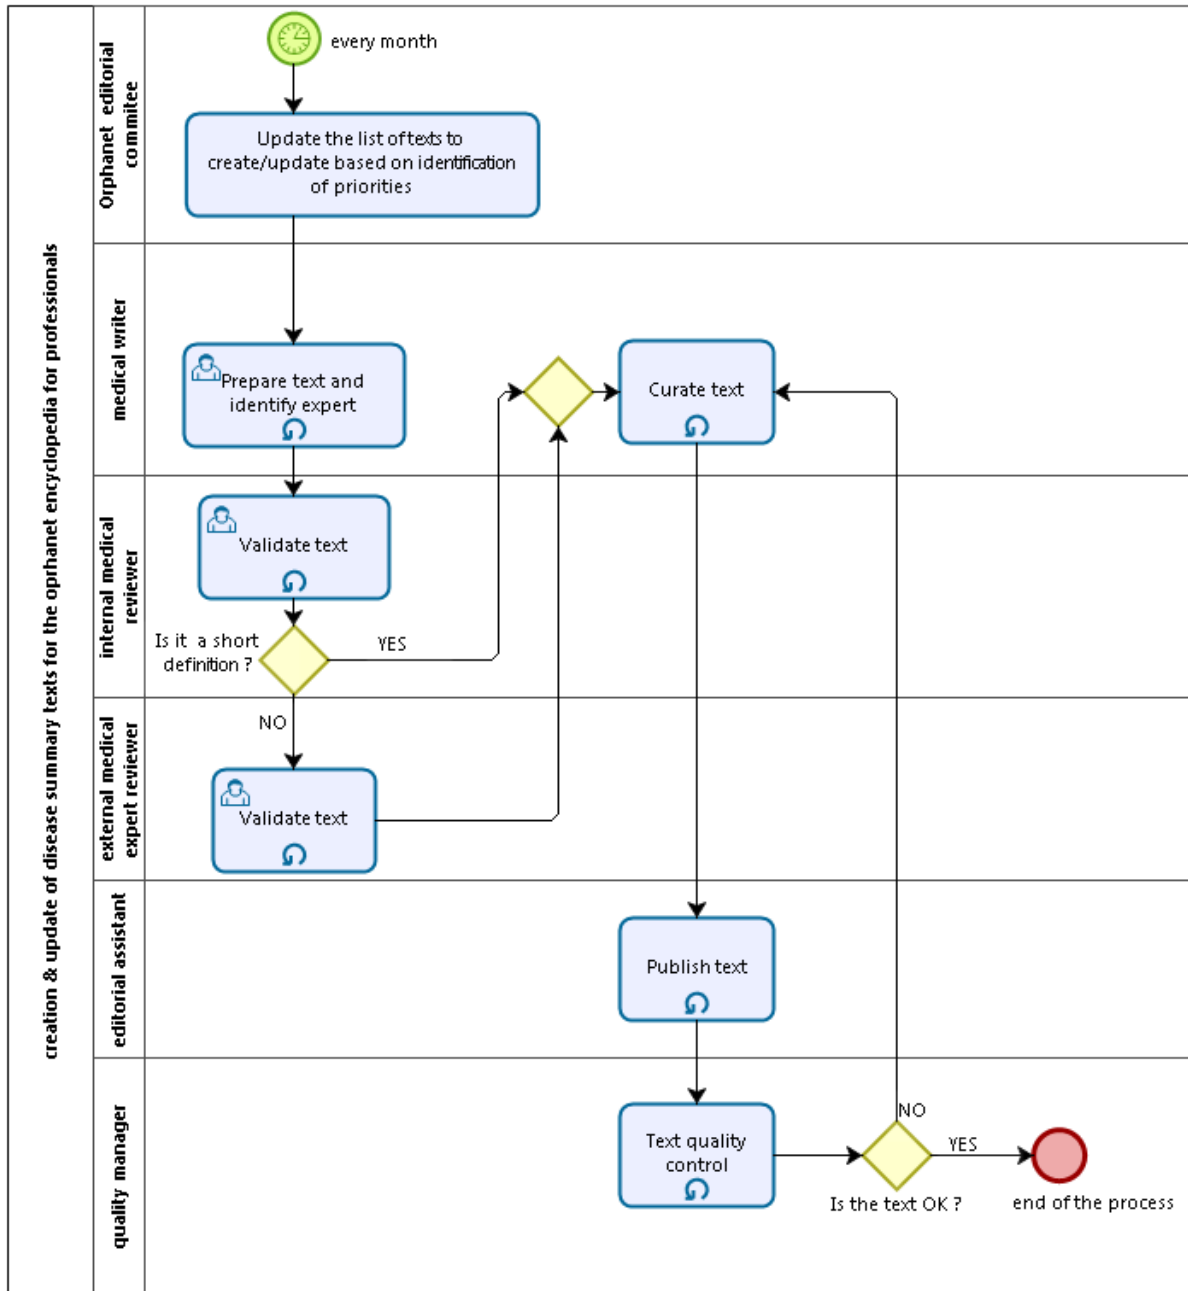 creation & update of disease summary texts for the oprhanet encyclopedia for professionals
Orphanet editorial
commitee
every month
Update the list of texts to
create/update based on identification
of priorities
medical writer
Prepare text and
identify expert
Curate text
internal medical
reviewer
Validate text
Is it a short
definition ?
YES
NO
external medical
expert reviewer
Validate text
editorial assistant
Publish text
quality manager
Text quality
control
NO
YES
Is the text OK ?
end of the process